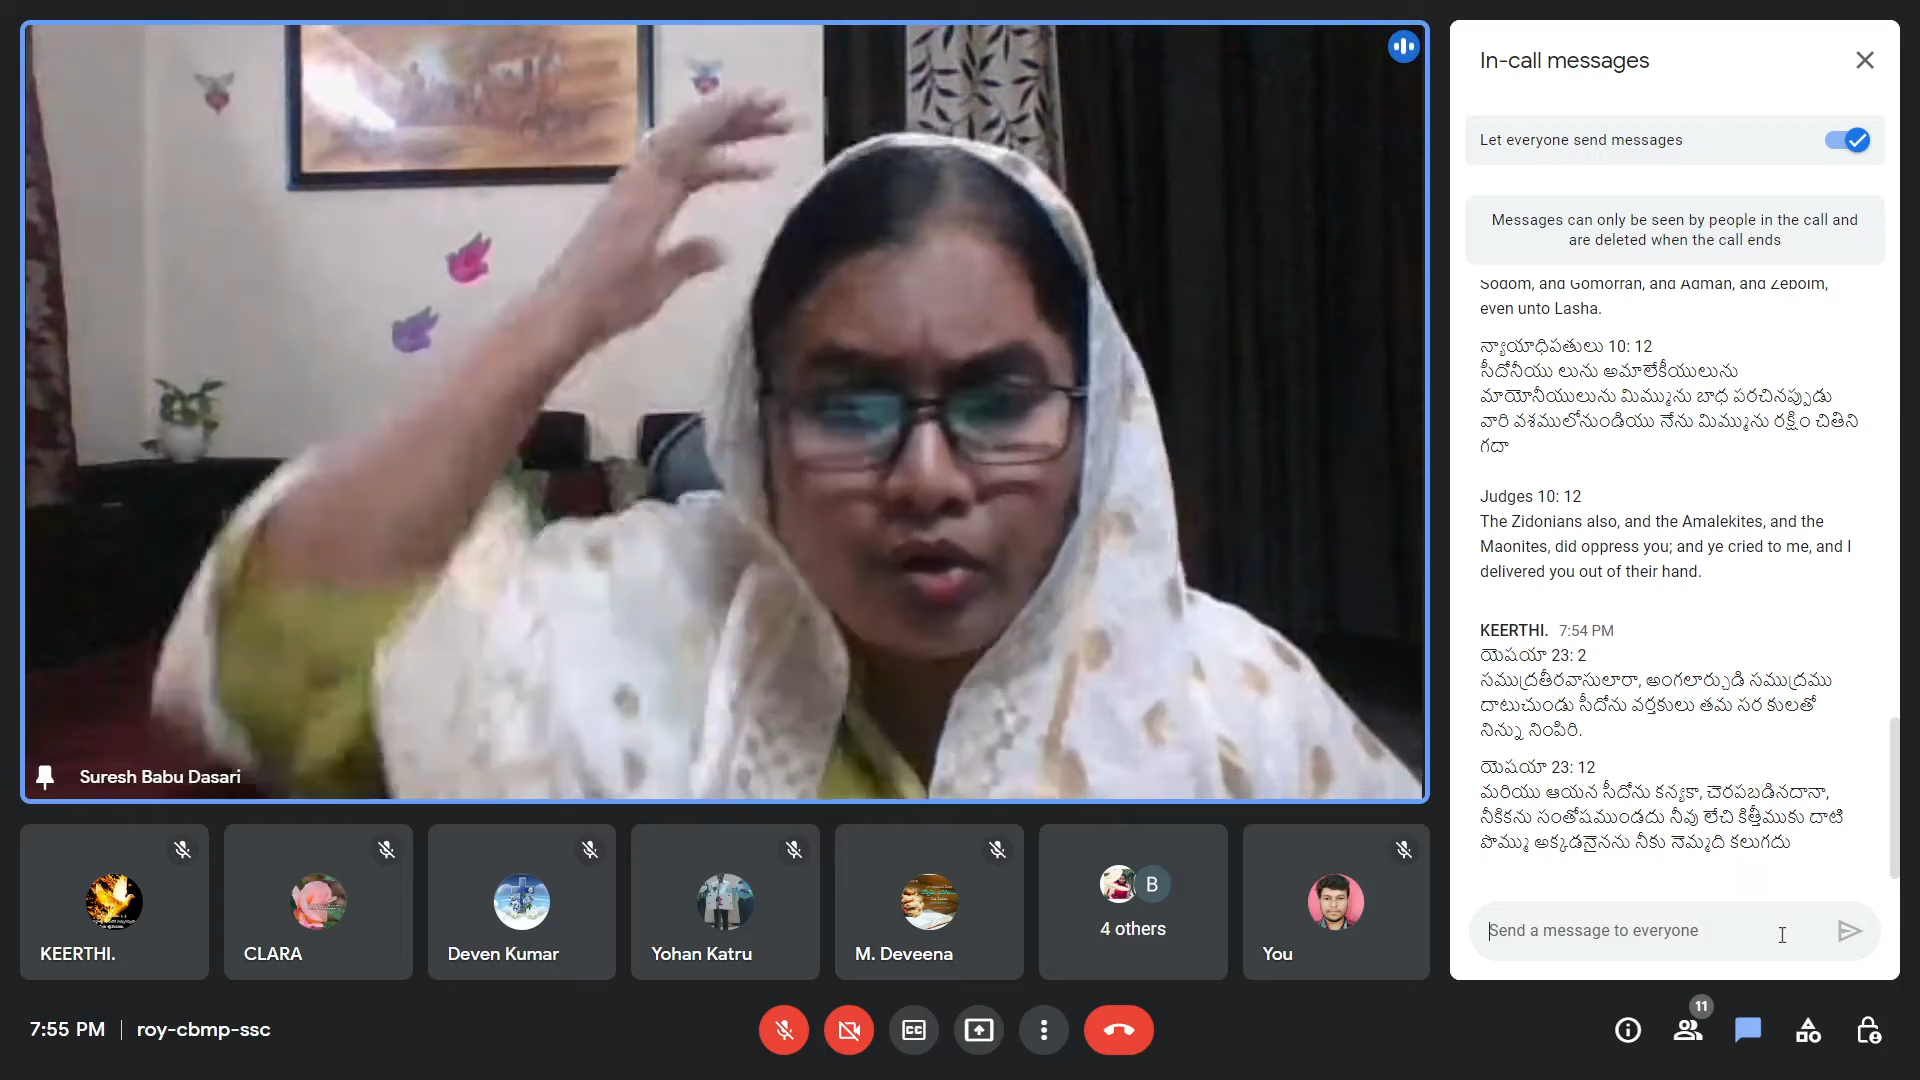 Suresh Babu Dasari
KEERTHI.
CLARA
Deven Kumar
Yohan Katru
M. Deveena
B
4 others
You
7:55 PM | roy-cbmp-ssc
11
In-call messages
Let everyone send messages
Messages can only be seen by people in the call and
are deleted when the call ends
Sodom, and Gomorrah, and Admah, and Zeboim,
even unto Lasha.
న్యాయాధిపతులు 10: 12
సీదోనీయు లును అమాలేకీయులును
మాయోనీయులును మిమ్మును బాధ పరచినప్పుడు
వారి వశములోనుండియు నేను మిమ్మును రక్షిం చితిని
గదా
Judges 10: 12
The Zidonians also, and the Amalekites, and the
Maonites, did oppress you; and ye cried to me, and I
delivered you out of their hand.
KEERTHI. 7:54 PM
యెషయా 23: 2
సముద్రతీరవాసులారా, అంగలార్చుడి సముద్రము
దాటుచుండు సీదోను వర్తకులు తమ సర కులతో
నిన్ను నింపిరి.
యెషయా 23: 12
మరియు ఆయన సీదోను కన్యకా, చెరపబడినదానా,
నీకికను సంతోషముండదు నీవు లేచి కిత్తీముకు దాటి
పొమ్ము అక్కడనైనను నీకు నెమ్మది కలుగదు
Send a message to everyone